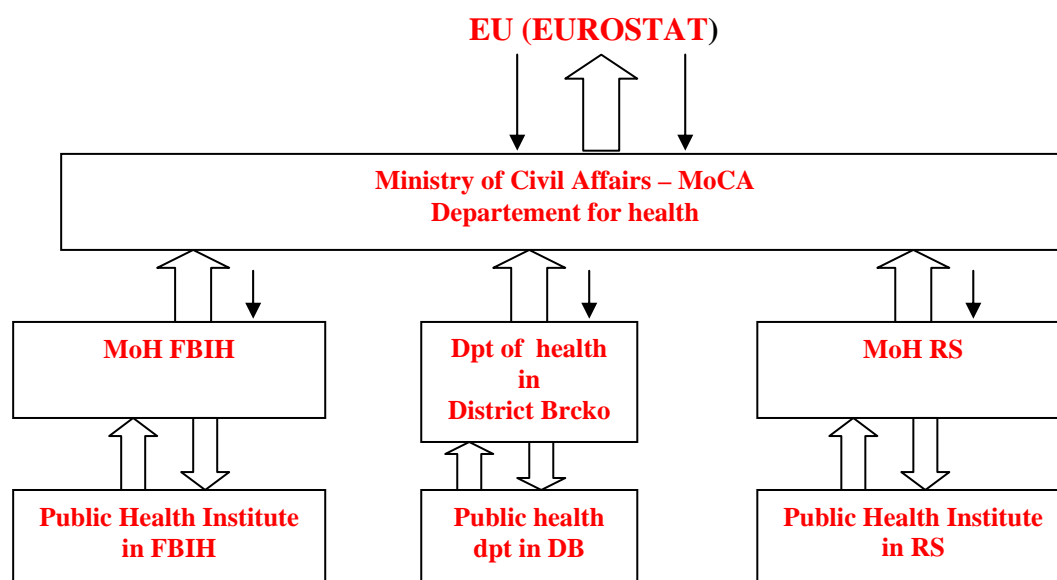 EU (EUROSTAT)
Ministry of Civil Affairs – MoCA
Departement for health
MoH FBIH
Dpt of health
in
District Brcko
MoH RS
Public Health Institute
in FBIH
Public health
dpt in DB
Public Health Institute
in RS